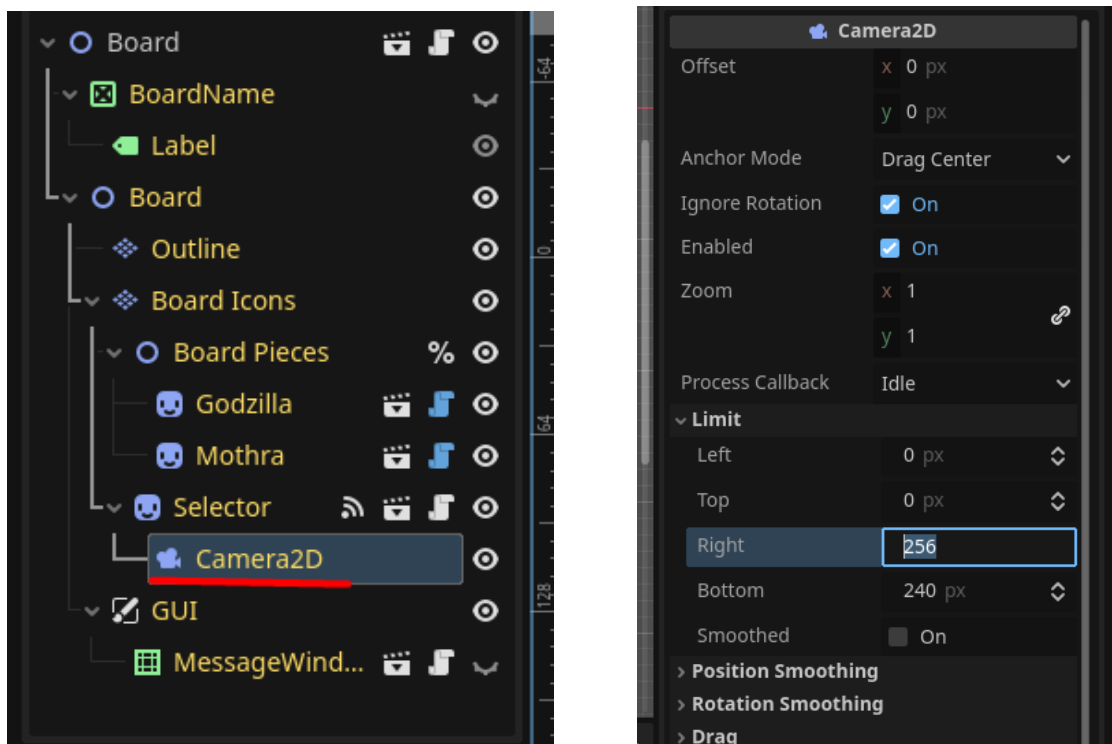 Board
BoardName
Label
Board
Outline
Board Icons
Board Pieces %
Godzilla
Mothra
Selector
Camera2D
GUI
MessageWind...
-64
0
64
128
Camera2D
Offset x 0 px
y 0 px
Anchor Mode Drag Center
Ignore Rotation On
Enabled On
Zoom x 1
y 1
Process Callback Idle
Limit
Left 0 px
Top 0 px
Right 256
Bottom 240 px
Smoothed On
Position Smoothing
Rotation Smoothing
Drag